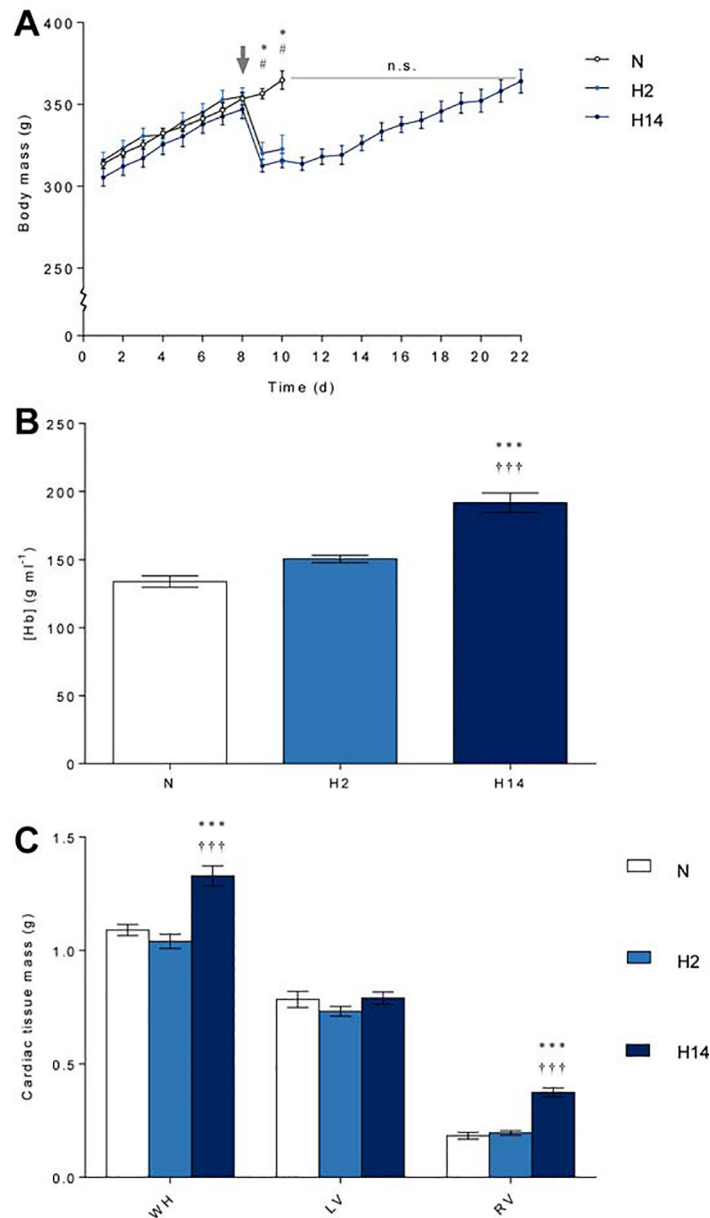 A
400
350
300
250
0
Body mass (g)
*
#
*
#
n.s.
N
H2
H14
0 2 4 6 8 10 12 14 16 18 20 22
Time (d)
B
250
200
150
100
50
0
[Hb] (g ml⁻¹)
***
†††
N H2 H14
C
1.5
1.0
0.5
0.0
Cardiac tissue mass (g)
***
†††
***
†††
WH LV RV
N
H2
H14